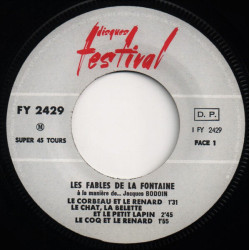 disques
Festival
FY 2429
M
SUPER 45 TOURS
D. P.
1 FY 2429
FACE 1
LES FABLES DE LA FONTAINE
à la manière de... Jacques BODOIN
LE CORBEAU ET LE RENARD 1'31
LE CHAT, LA BELETTE
ET LE PETIT LAPIN 2'45
LE COQ ET LE RENARD 1'55